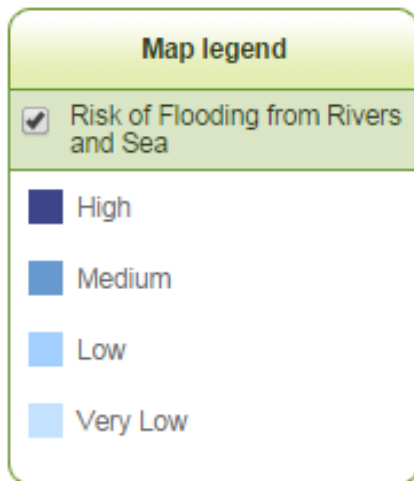 Map legend
Risk of Flooding from Rivers
and Sea
High
Medium
Low
Very Low